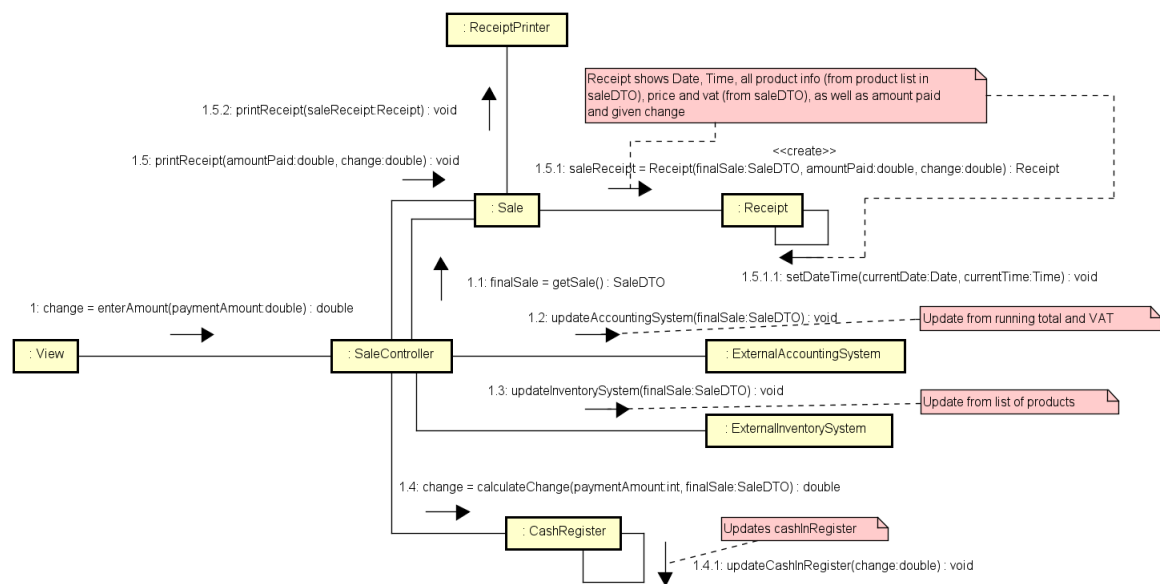 : ReceiptPrinter
Receipt shows Date, Time, all product info (from product list in
saleDTO), price and vat (from saleDTO), as well as amount paid
and given change
1.5.2: printReceipt(saleReceipt:Receipt) : void
1.5: printReceipt(amountPaid:double, change:double) : void
<<create>>
1.5.1: saleReceipt = Receipt(finalSale:SaleDTO, amountPaid:double, change:double) : Receipt
: Sale
: Receipt
1.5.1.1: setDateTime(currentDate:Date, currentTime:Time) : void
1.1: finalSale = getSale() : SaleDTO
1: change = enterAmount(paymentAmount:double) : double
1.2: updateAccountingSystem(finalSale:SaleDTO) : void
Update from running total and VAT
: View
: SaleController
: ExternalAccountingSystem
1.3: updateInventorySystem(finalSale:SaleDTO) : void
Update from list of products
: ExternalInventorySystem
1.4: change = calculateChange(paymentAmount:int, finalSale:SaleDTO) : double
: CashRegister
Updates cashInRegister
1.4.1: updateCashInRegister(change:double) : void